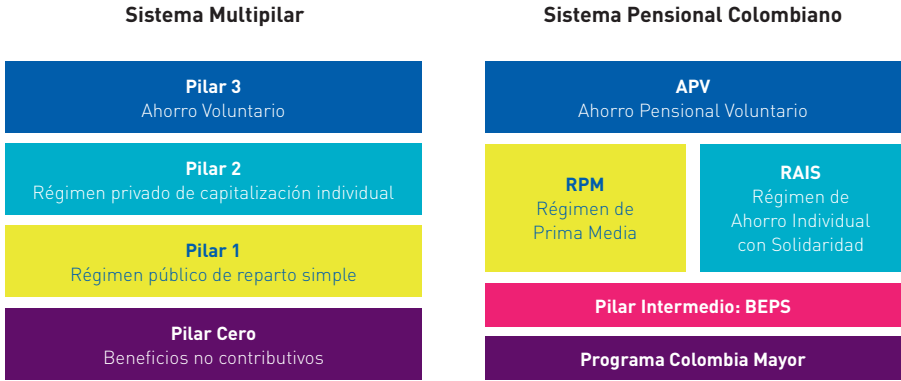 Sistema Multipilar
Pilar 3
Ahorro Voluntario
Pilar 2
Régimen privado de capitalización individual
Pilar 1
Régimen público de reparto simple
Pilar Cero
Beneficios no contributivos
Sistema Pensional Colombiano
APV
Ahorro Pensional Voluntario
RPM
Régimen de
Prima Media
RAIS
Régimen de
Ahorro Individual
con Solidaridad
Pilar Intermedio: BEPS
Programa Colombia Mayor